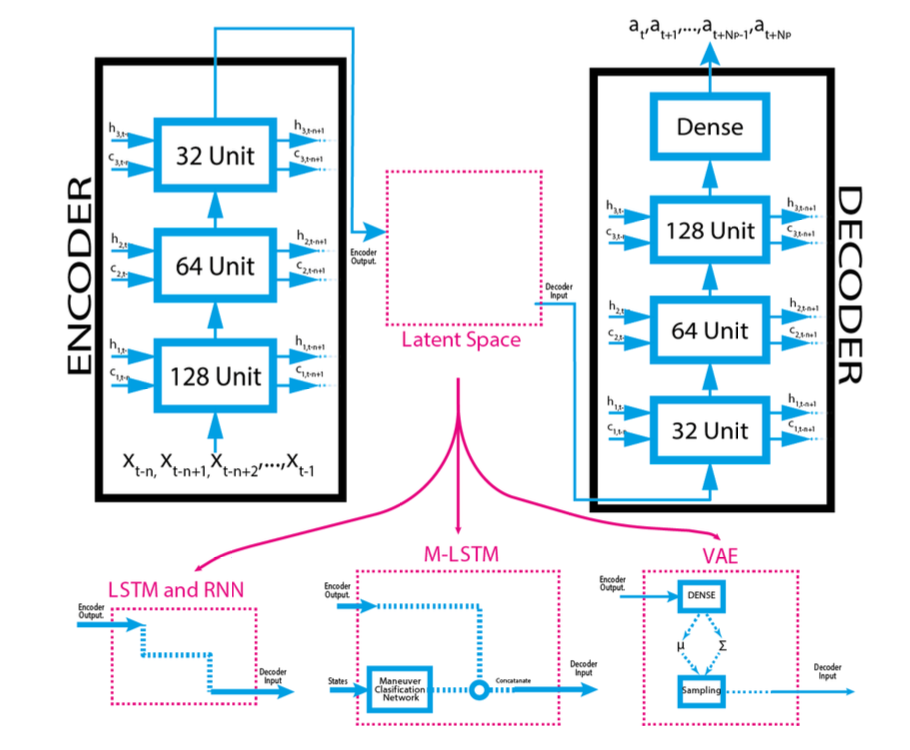 a_t,a_{t+1},...,a_{t+Np-1},a_{t+Np}
ENCODER
h_{3,t-} h_{3,t-n+1}
32 Unit
c_{3,t-n} c_{3,t-n+1}
h_{2,t} h_{2,t-n+1}
64 Unit
c_{2,t-} c_{2,t-n+1}
h_{1,t-} h_{1,t-n+1}
128 Unit
c_{1,t-n} c_{1,t-n+1}
X_{t-n}, X_{t-n+1}, X_{t-n+2},...,X_{t-1}
Encoder
Output.
Latent Space
Decoder
Input
DECODER
Dense
h_{3,t-} h_{3,t-n+1}
128 Unit
c_{3,t-} c_{3,t-n+1}
h_{2,t} h_{2,t-n+1}
64 Unit
c_{2,t-} c_{2,t-n+1}
h_{1,t-} h_{1,t-n+1}
32 Unit
c_{1,t-} c_{1,t-n+1}
LSTM and RNN
Encoder
Output.
Decoder
Input
M-LSTM
Encoder
Output.
States
Maneuver
Clasification
Network
Concatanate
Decoder
Input
VAE
Encoder
Output.
DENSE
μ Σ
Sampling
Decoder
Input